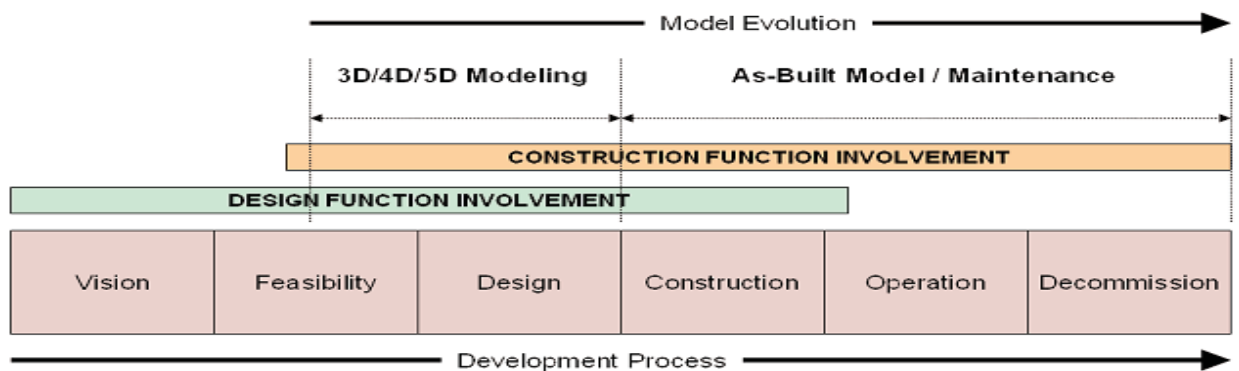 Model Evolution
3D/4D/5D Modeling
As-Built Model / Maintenance
CONSTRUCTION FUNCTION INVOLVEMENT
DESIGN FUNCTION INVOLVEMENT
Vision
Feasibility
Design
Construction
Operation
Decommission
Development Process